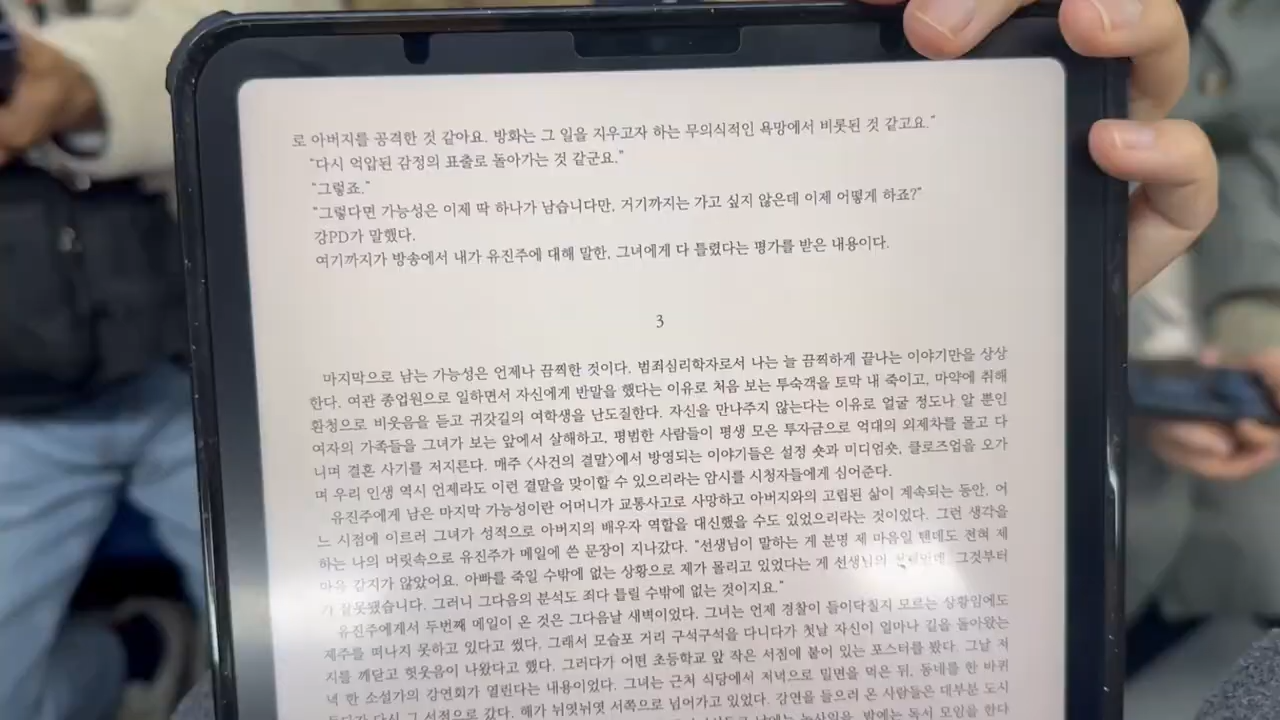 로 아버지를 공격한 것 같아요. 방화는 그 일을 지우고자 하는 무의식적인 욕망에서 비롯된 것 같고요.”
“다시 억압된 감정의 표출로 돌아가는 것 같군요.”
“그렇죠.”
“그렇다면 가능성은 이제 딱 하나가 남습니다만, 거기까지는 가고 싶지 않은데 이제 어떻게 하죠?”
강PD가 말했다.
여기까지가 방송에서 내가 유진주에 대해 말한, 그녀에게 다 틀렸다는 평가를 받은 내용이다.
3
마지막으로 남는 가능성은 언제나 끔찍한 것이다. 범죄심리학자로서 나는 늘 끔찍하게 끝나는 이야기만을 상상
한다. 여관 종업원으로 일하면서 자신에게 반말을 했다는 이유로 처음 보는 투숙객을 토막 내 죽이고, 마약에 취해
환청으로 비웃음을 듣고 귀갓길의 여학생을 난도질한다. 자신을 만나주지 않는다는 이유로 얼굴 정도나 알 뿐인
여자의 가족들을 그녀가 보는 앞에서 살해하고, 평범한 사람들이 평생 모은 투자금으로 억대의 외제차를 몰고 다
니며 결혼 사기를 저지른다. 매주 〈사건의 결말〉에서 방영되는 이야기들은 설정 숏과 미디엄숏, 클로즈업을 오가
며 우리 인생 역시 언제라도 이런 결말을 맞이할 수 있으리라는 암시를 시청자들에게 심어준다.
유진주에게 남은 마지막 가능성이란 어머니가 교통사고로 사망하고 아버지와의 고립된 삶이 계속되는 동안, 어
느 시점에 이르러 그녀가 성적으로 아버지의 배우자 역할을 대신했을 수도 있었으리라는 것이었다. 그런 생각을
하는 나의 머릿속으로 유진주가 메일에 쓴 문장이 지나갔다. “선생님이 말하는 게 분명 제 마음일 텐데도 전혀 제
마음 같지가 않았어요. 아빠를 죽일 수밖에 없는 상황으로 제가 몰리고 있었다는 게 선생님의 그것부터
가 잘못됐습니다. 그러니 그다음의 분석도 죄다 틀릴 수밖에 없는 것이지요.”
유진주에게서 두번째 메일이 온 것은 그다음날 새벽이었다. 그녀는 언제 경찰이 들이닥칠지 모르는 상황임에도
제주를 떠나지 못하고 있다고 썼다. 그래서 모슬포 거리 구석구석을 다니다가 첫날 자신이 얼마나 길을 돌아왔는
지를 깨닫고 헛웃음이 나왔다고 했다. 그러다가 어떤 초등학교 앞 작은 서점에 붙어 있는 포스터를 봤다. 그날 저
녁 한 소설가의 강연회가 열린다는 내용이었다. 그녀는 근처 식당에서 저녁으로 밀면을 먹은 뒤, 동네를 한 바퀴
다시 그 서점으로 갔다. 해가 뉘엿뉘엿 서쪽으로 넘어가고 있었다. 강연을 들으러 온 사람들은 대부분 도시
농사일을, 밤에는 독서 모임을 한다